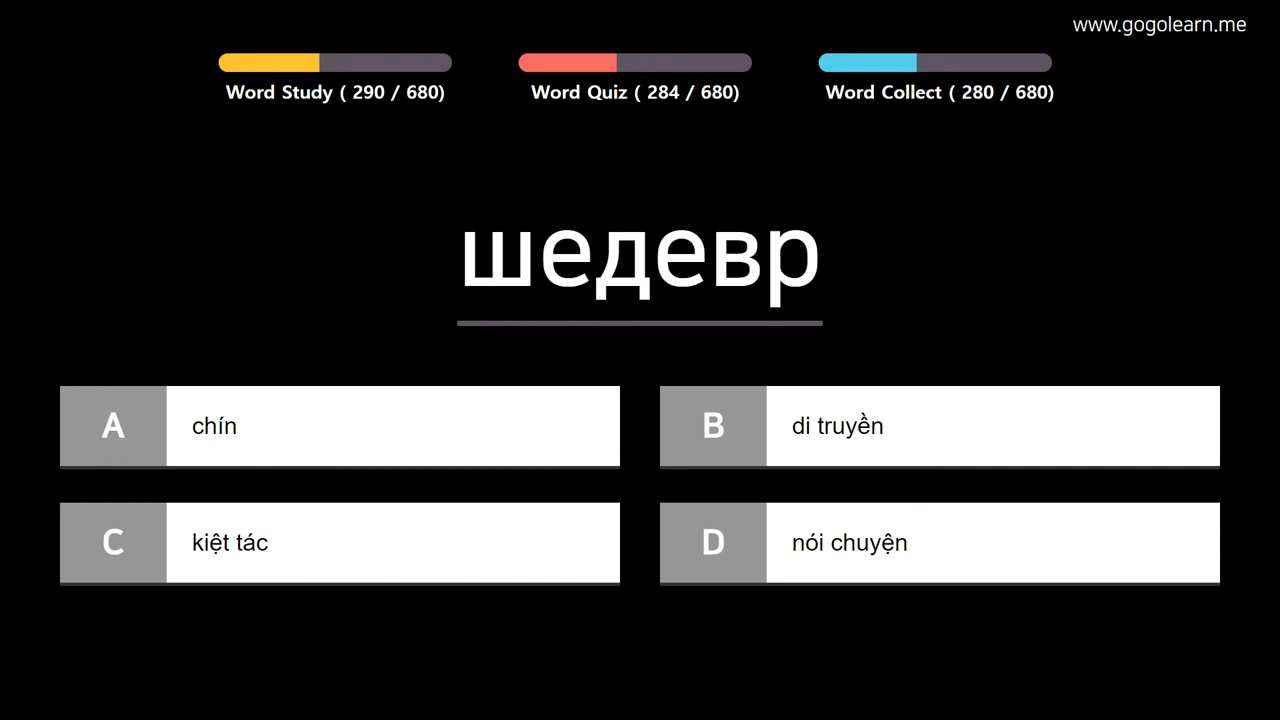 www.gogolearn.me
Word Study ( 290 / 680)
Word Quiz ( 284 / 680)
Word Collect ( 280 / 680)
шедевр
A chín
B di truyền
C kiệt tác
D nói chuyện